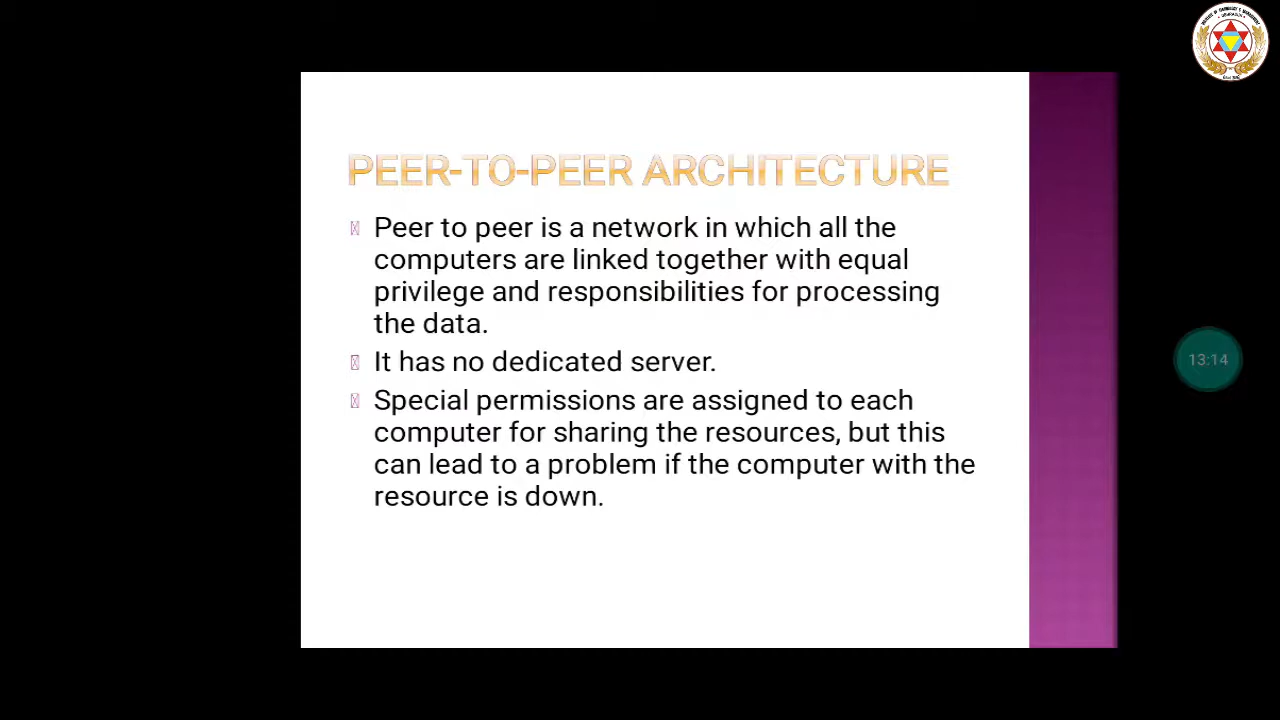 PEER-TO-PEER ARCHITECTURE
Peer to peer is a network in which all the
computers are linked together with equal
privilege and responsibilities for processing
the data.
It has no dedicated server.
Special permissions are assigned to each
computer for sharing the resources, but this
can lead to a problem if the computer with the
resource is down.
13:14